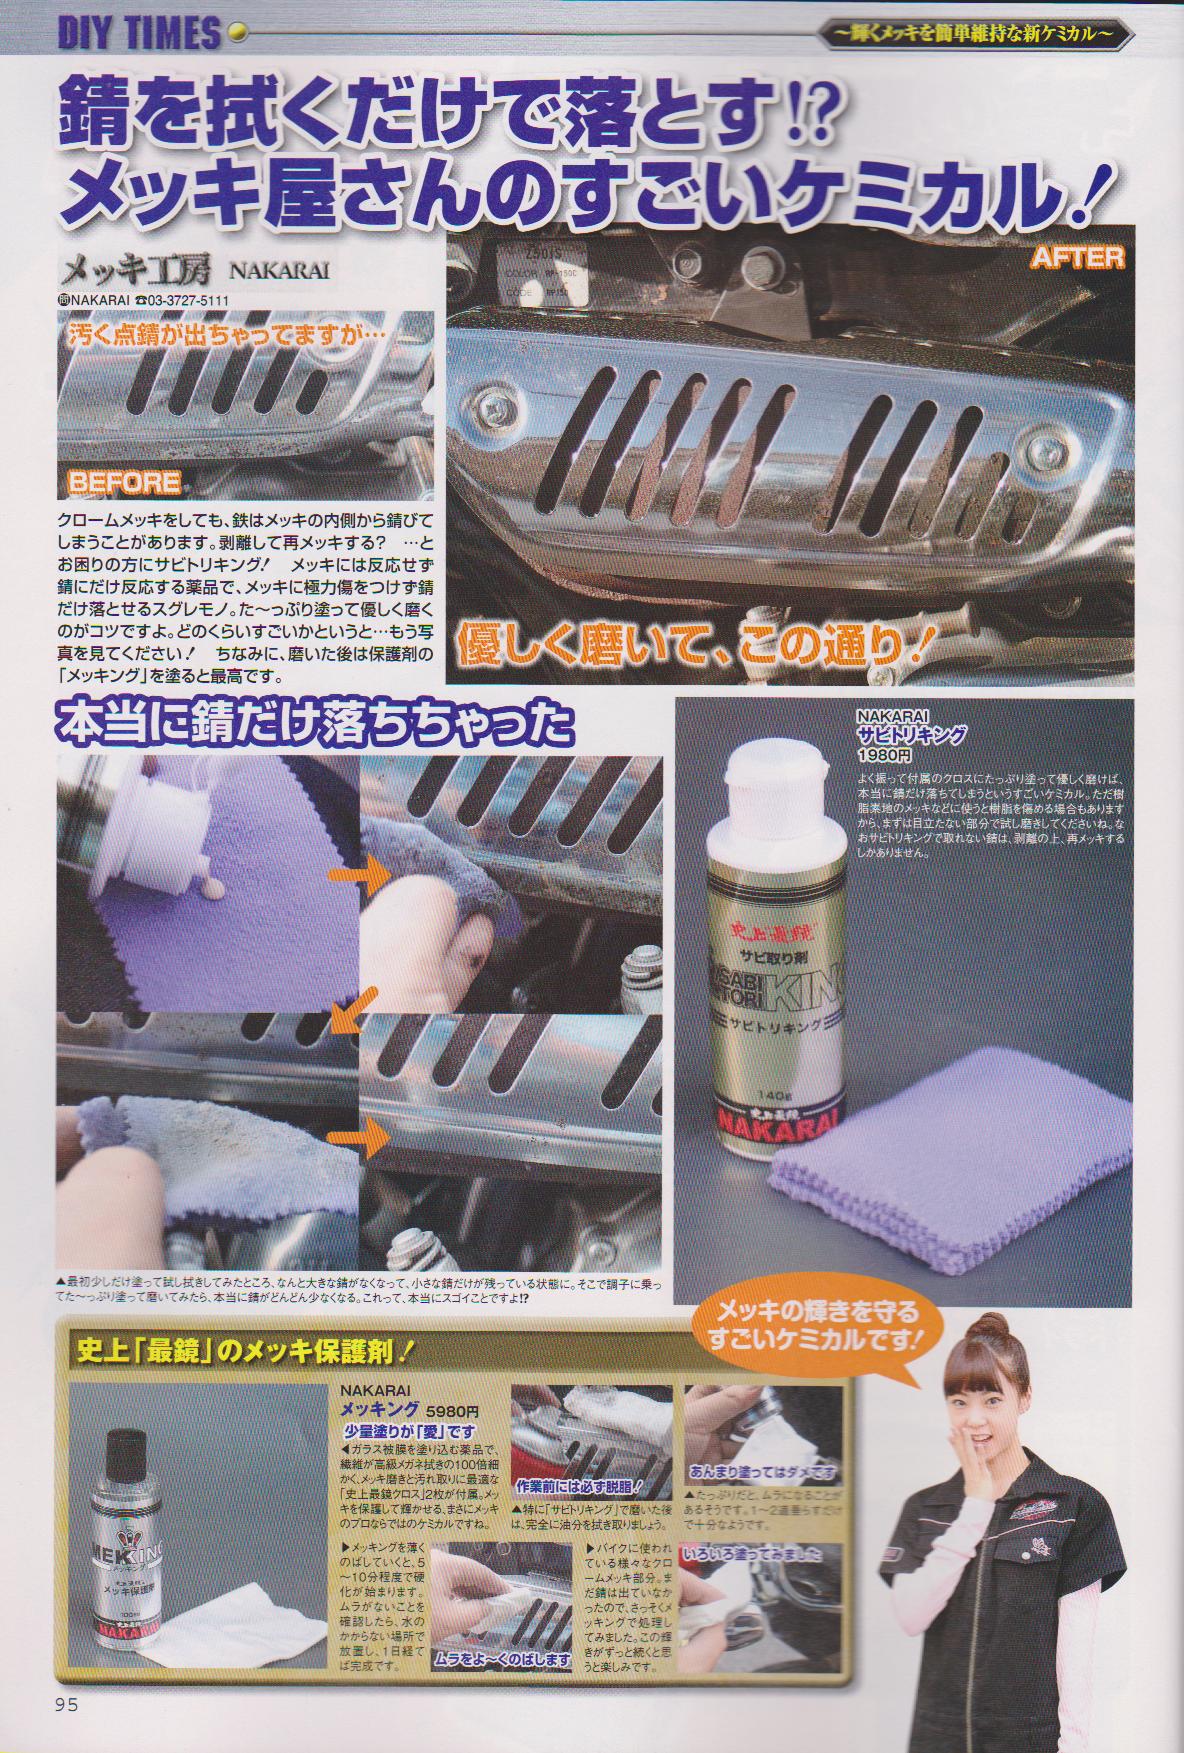 DIY TIMES
～輝くメッキを簡単維持な新ケミカル～
錆を拭くだけで落とす!?
メッキ屋さんのすごいケミカル！
メッキ工房 NAKARAI
㉄NAKARAI ☎03-3727-5111
汚く点錆が出ちゃってますが…
BEFORE
AFTER
Z50JS
COLOR RP-150C
CODE RP150
優しく磨いて、この通り！
クロームメッキをしても、鉄はメッキの内側から錆びて
しまうことがあります。剥離して再メッキする？　…と
お困りの方にサビトリキング！　メッキには反応せず
錆にだけ反応する薬品で、メッキに極力傷をつけず錆
だけ落とせるスグレモノ。た～っぷり塗って優しく磨く
のがコツですよ。どのくらいすごいかというと…もう写
真を見てください！　ちなみに、磨いた後は保護剤の
「メッキング」を塗ると最高です。
本当に錆だけ落ちちゃった
▲最初少しだけ塗って試し拭きしてみたところ、なんと大きな錆がなくなって、小さな錆だけが残っている状態に。そこで調子に乗っ
てた～っぷり塗って磨いてみたら、本当に錆がどんどん少なくなる。これって、本当にスゴイことですよ!?
NAKARAI
サビトリキング
1980円
よく振って付属のクロスにたっぷり塗って優しく磨けば、
本当に錆だけ落ちてしまうというすごいケミカル。ただ樹
脂素地のメッキなどに使うと樹脂を傷める場合もあります
から、まずは目立たない部分で試し磨きしてくださいね。な
おサビトリキングで取れない錆は、剥離の上、再メッキする
しかありません。
史上最鏡
サビ取り剤
SABI
TORI KING
サビトリキング
140g
史上最鏡
NAKARAI
メッキの輝きを守る
すごいケミカルです！
史上「最鏡」のメッキ保護剤！
NAKARAI
メッキング 5980円
少量塗りが「愛」です
◀ガラス被膜を塗り込む薬品で、
繊維が高級メガネ拭きの100倍細
かく、メッキ磨きと汚れ取りに最適な
「史上最鏡クロス」2枚が付属。メッ
キを保護して輝かせる、まさにメッキ
のプロならではのケミカルですね。
MEKKING
メッキング
メッキ保護剤
100ml
史上最鏡
NAKARAI
作業前には必ず脱脂！
▲特に「サビトリキング」で磨いた後
は、完全に油分を拭き取りましょう。
あんまり塗ってはダメです
▲たっぷりだと、ムラになることが
あるそうです。1～2滴垂らすだけ
で十分なようです。
▶メッキングを薄く
のばしていくと、5
～10分程度で硬
化が始まります。
ムラがないことを
確認したら、水の
かからない場所で
放置し、1日経て
ば完成です。
ムラをよ～くのばします
▶バイクに使われ
ている様々なクロ
ームメッキ部分。ま
だ錆は出ていなか
ったので、さっそくメ
ッキングで処理し
てみました。この輝
きがずっと続くと思
うと楽しみです。
いろいろ塗ってみました
95